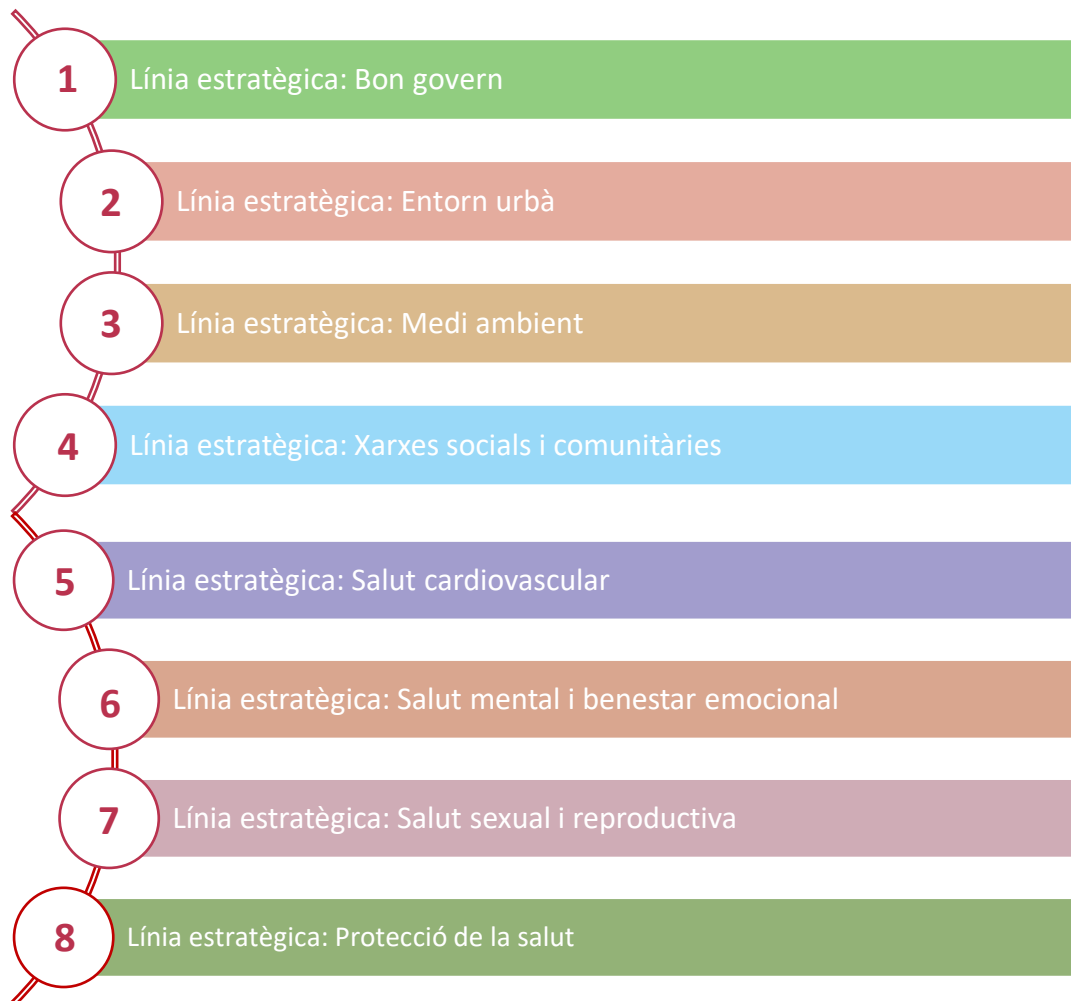 1
Línia estratègica: Bon govern
2
Línia estratègica: Entorn urbà
3
Línia estratègica: Medi ambient
4
Línia estratègica: Xarxes socials i comunitàries
5
Línia estratègica: Salut cardiovascular
6
Línia estratègica: Salut mental i benestar emocional
7
Línia estratègica: Salut sexual i reproductiva
8
Línia estratègica: Protecció de la salut